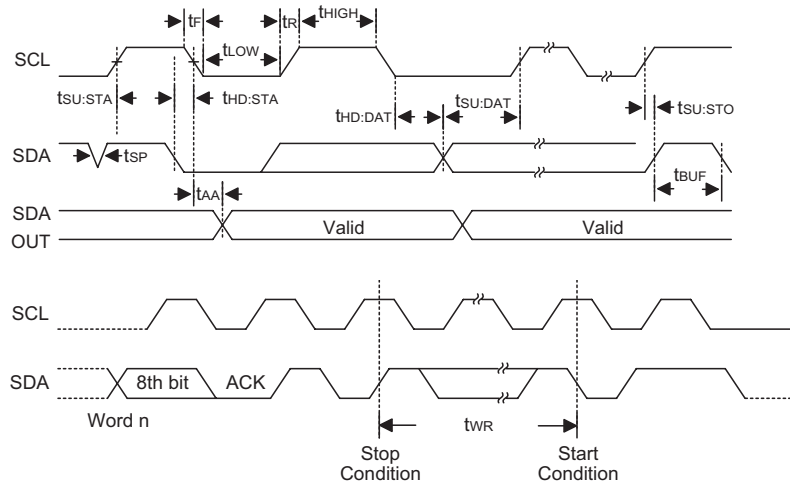 tF tR tHIGH
SCL tLOW
tSU:STA tHD:STA tHD:DAT tSU:DAT tSU:STO
SDA tSP tBUF
tAA
SDA
OUT Valid Valid
SCL
SDA 8th bit ACK
Word n tWR
Stop
Condition
Start
Condition